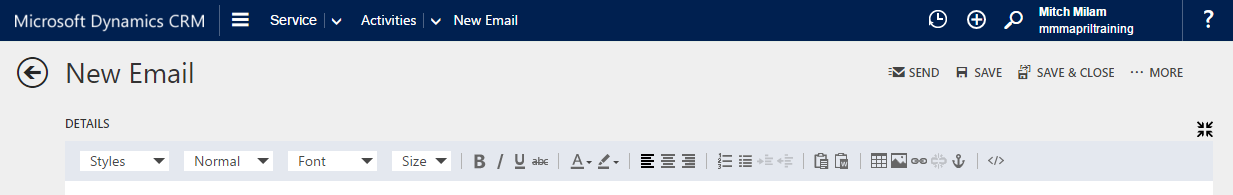 Microsoft Dynamics CRM Service Activities New Email Mitch Milam ?
mmmapriltraining
New Email SEND SAVE SAVE & CLOSE ··· MORE
DETAILS
Styles Normal Font Size B I U abc A </>